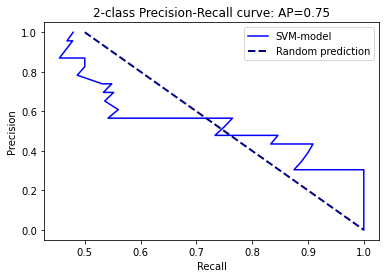 2-class Precision-Recall curve: AP=0.75
SVM-model
Random prediction
Precision
1.0
0.8
0.6
0.4
0.2
0.0
0.5
0.6
0.7
0.8
0.9
1.0
Recall